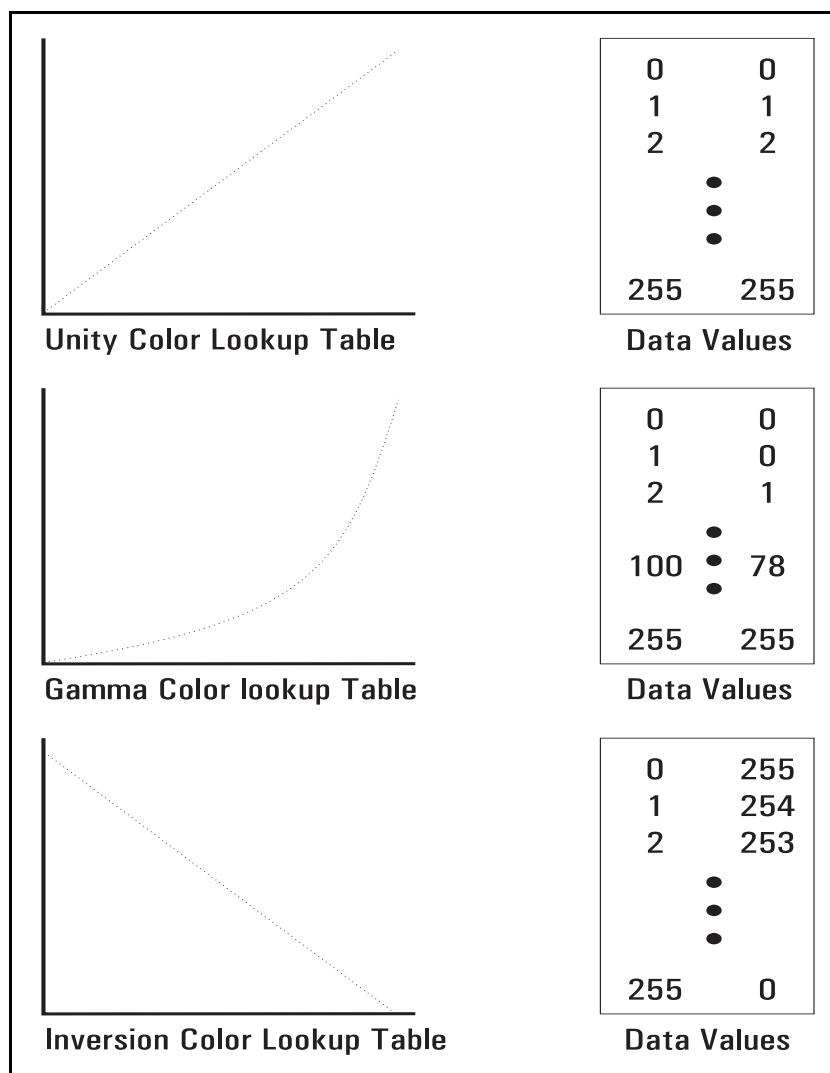 0 0
1 1
2 2
255 255
Unity Color Lookup Table
Data Values
0 0
1 0
2 1
100 78
255 255
Gamma Color lookup Table
Data Values
0 255
1 254
2 253
255 0
Inversion Color Lookup Table
Data Values